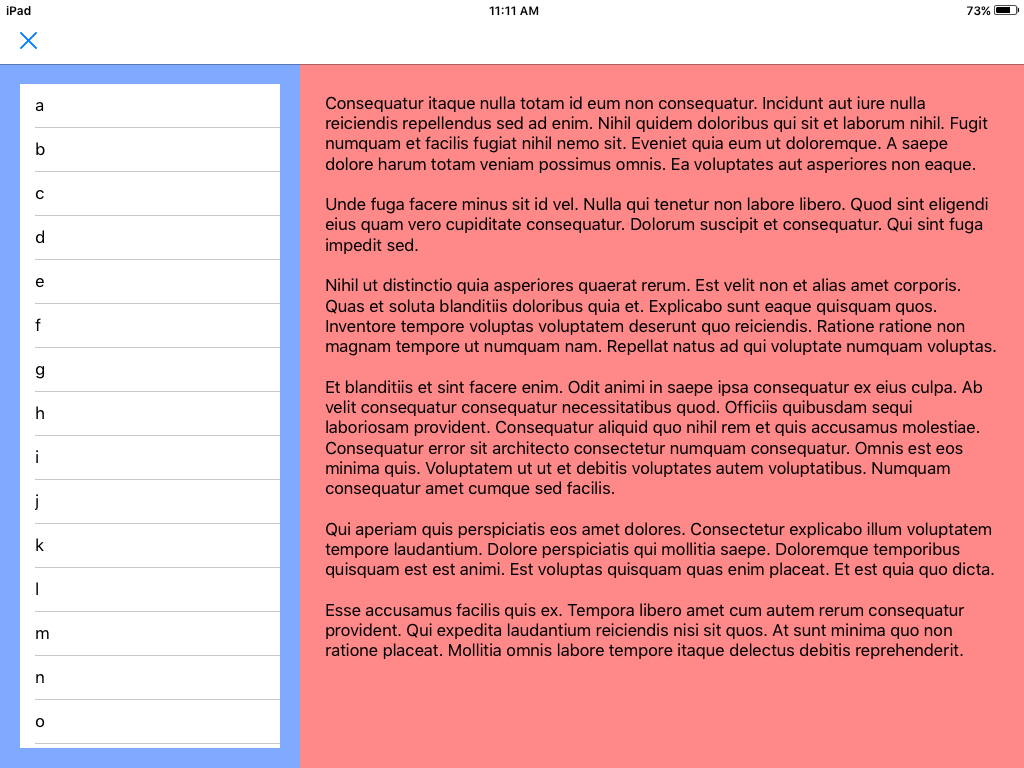 iPad
11:11 AM
73%
a
b
c
d
e
f
g
h
i
j
k
l
m
n
o
Consequatur itaque nulla totam id eum non consequatur. Incidunt aut iure nulla
reiciendis repellendus sed ad enim. Nihil quidem doloribus qui sit et laborum nihil. Fugit
numquam et facilis fugiat nihil nemo sit. Eveniet quia eum ut doloremque. A saepe
dolore harum totam veniam possimus omnis. Ea voluptates aut asperiores non eaque.
Unde fuga facere minus sit id vel. Nulla qui tenetur non labore libero. Quod sint eligendi
eius quam vero cupiditate consequatur. Dolorum suscipit et consequatur. Qui sint fuga
impedit sed.
Nihil ut distinctio quia asperiores quaerat rerum. Est velit non et alias amet corporis.
Quas et soluta blanditiis doloribus quia et. Explicabo sunt eaque quisquam quos.
Inventore tempore voluptas voluptatem deserunt quo reiciendis. Ratione ratione non
magnam tempore ut numquam nam. Repellat natus ad qui voluptate numquam voluptas.
Et blanditiis et sint facere enim. Odit animi in saepe ipsa consequatur ex eius culpa. Ab
velit consequatur consequatur necessitatibus quod. Officiis quibusdam sequi
laboriosam provident. Consequatur aliquid quo nihil rem et quis accusamus molestiae.
Consequatur error sit architecto consectetur numquam consequatur. Omnis est eos
minima quis. Voluptatem ut ut et debitis voluptates autem voluptatibus. Numquam
consequatur amet cumque sed facilis.
Qui aperiam quis perspiciatis eos amet dolores. Consectetur explicabo illum voluptatem
tempore laudantium. Dolore perspiciatis qui mollitia saepe. Doloremque temporibus
quisquam est est animi. Est voluptas quisquam quas enim placeat. Et est quia quo dicta.
Esse accusamus facilis quis ex. Tempora libero amet cum autem rerum consequatur
provident. Qui expedita laudantium reiciendis nisi sit quos. At sunt minima quo non
ratione placeat. Mollitia omnis labore tempore itaque delectus debitis reprehenderit.